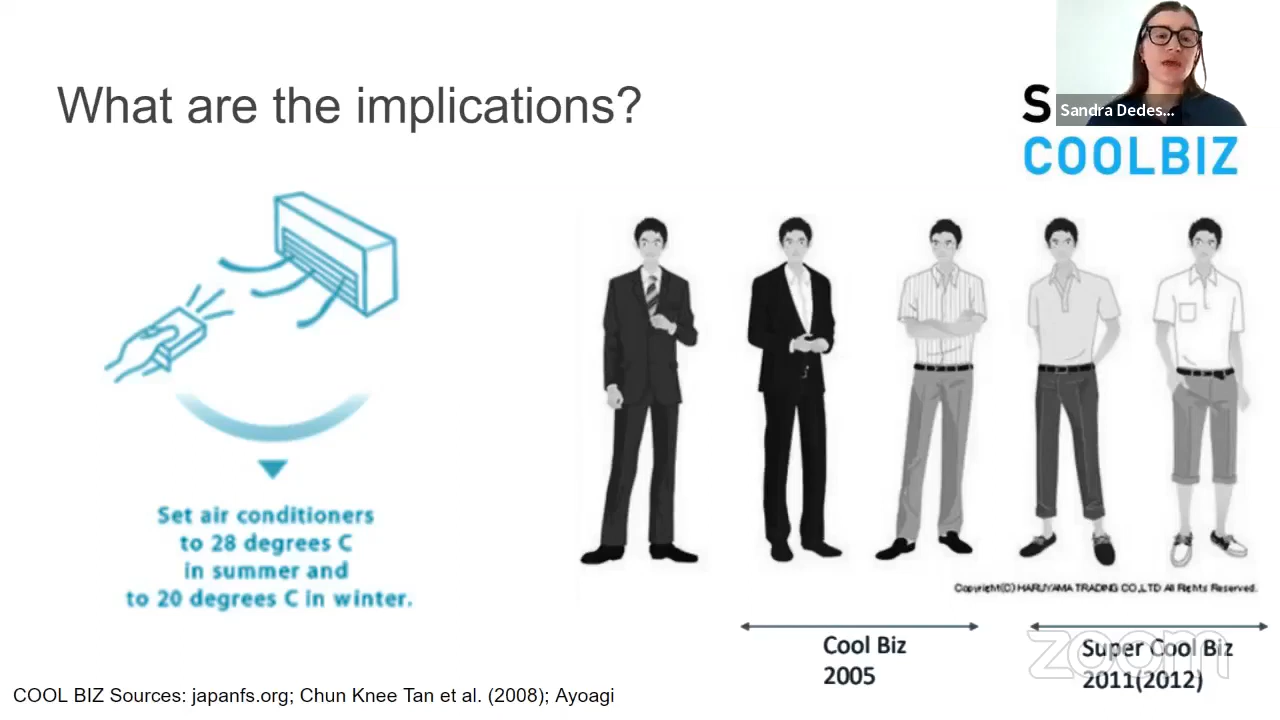 What are the implications?
S
Sandra Dedes...
COOLBIZ
Set air conditioners
to 28 degrees C
in summer and
to 20 degrees C in winter.
Copyright(C) HARUYAMA TRADING CO.,LTD All Rights Reserved.
Cool Biz
2005
Super Cool Biz
2011(2012)
zoom
COOL BIZ Sources: japanfs.org; Chun Knee Tan et al. (2008); Ayoagi